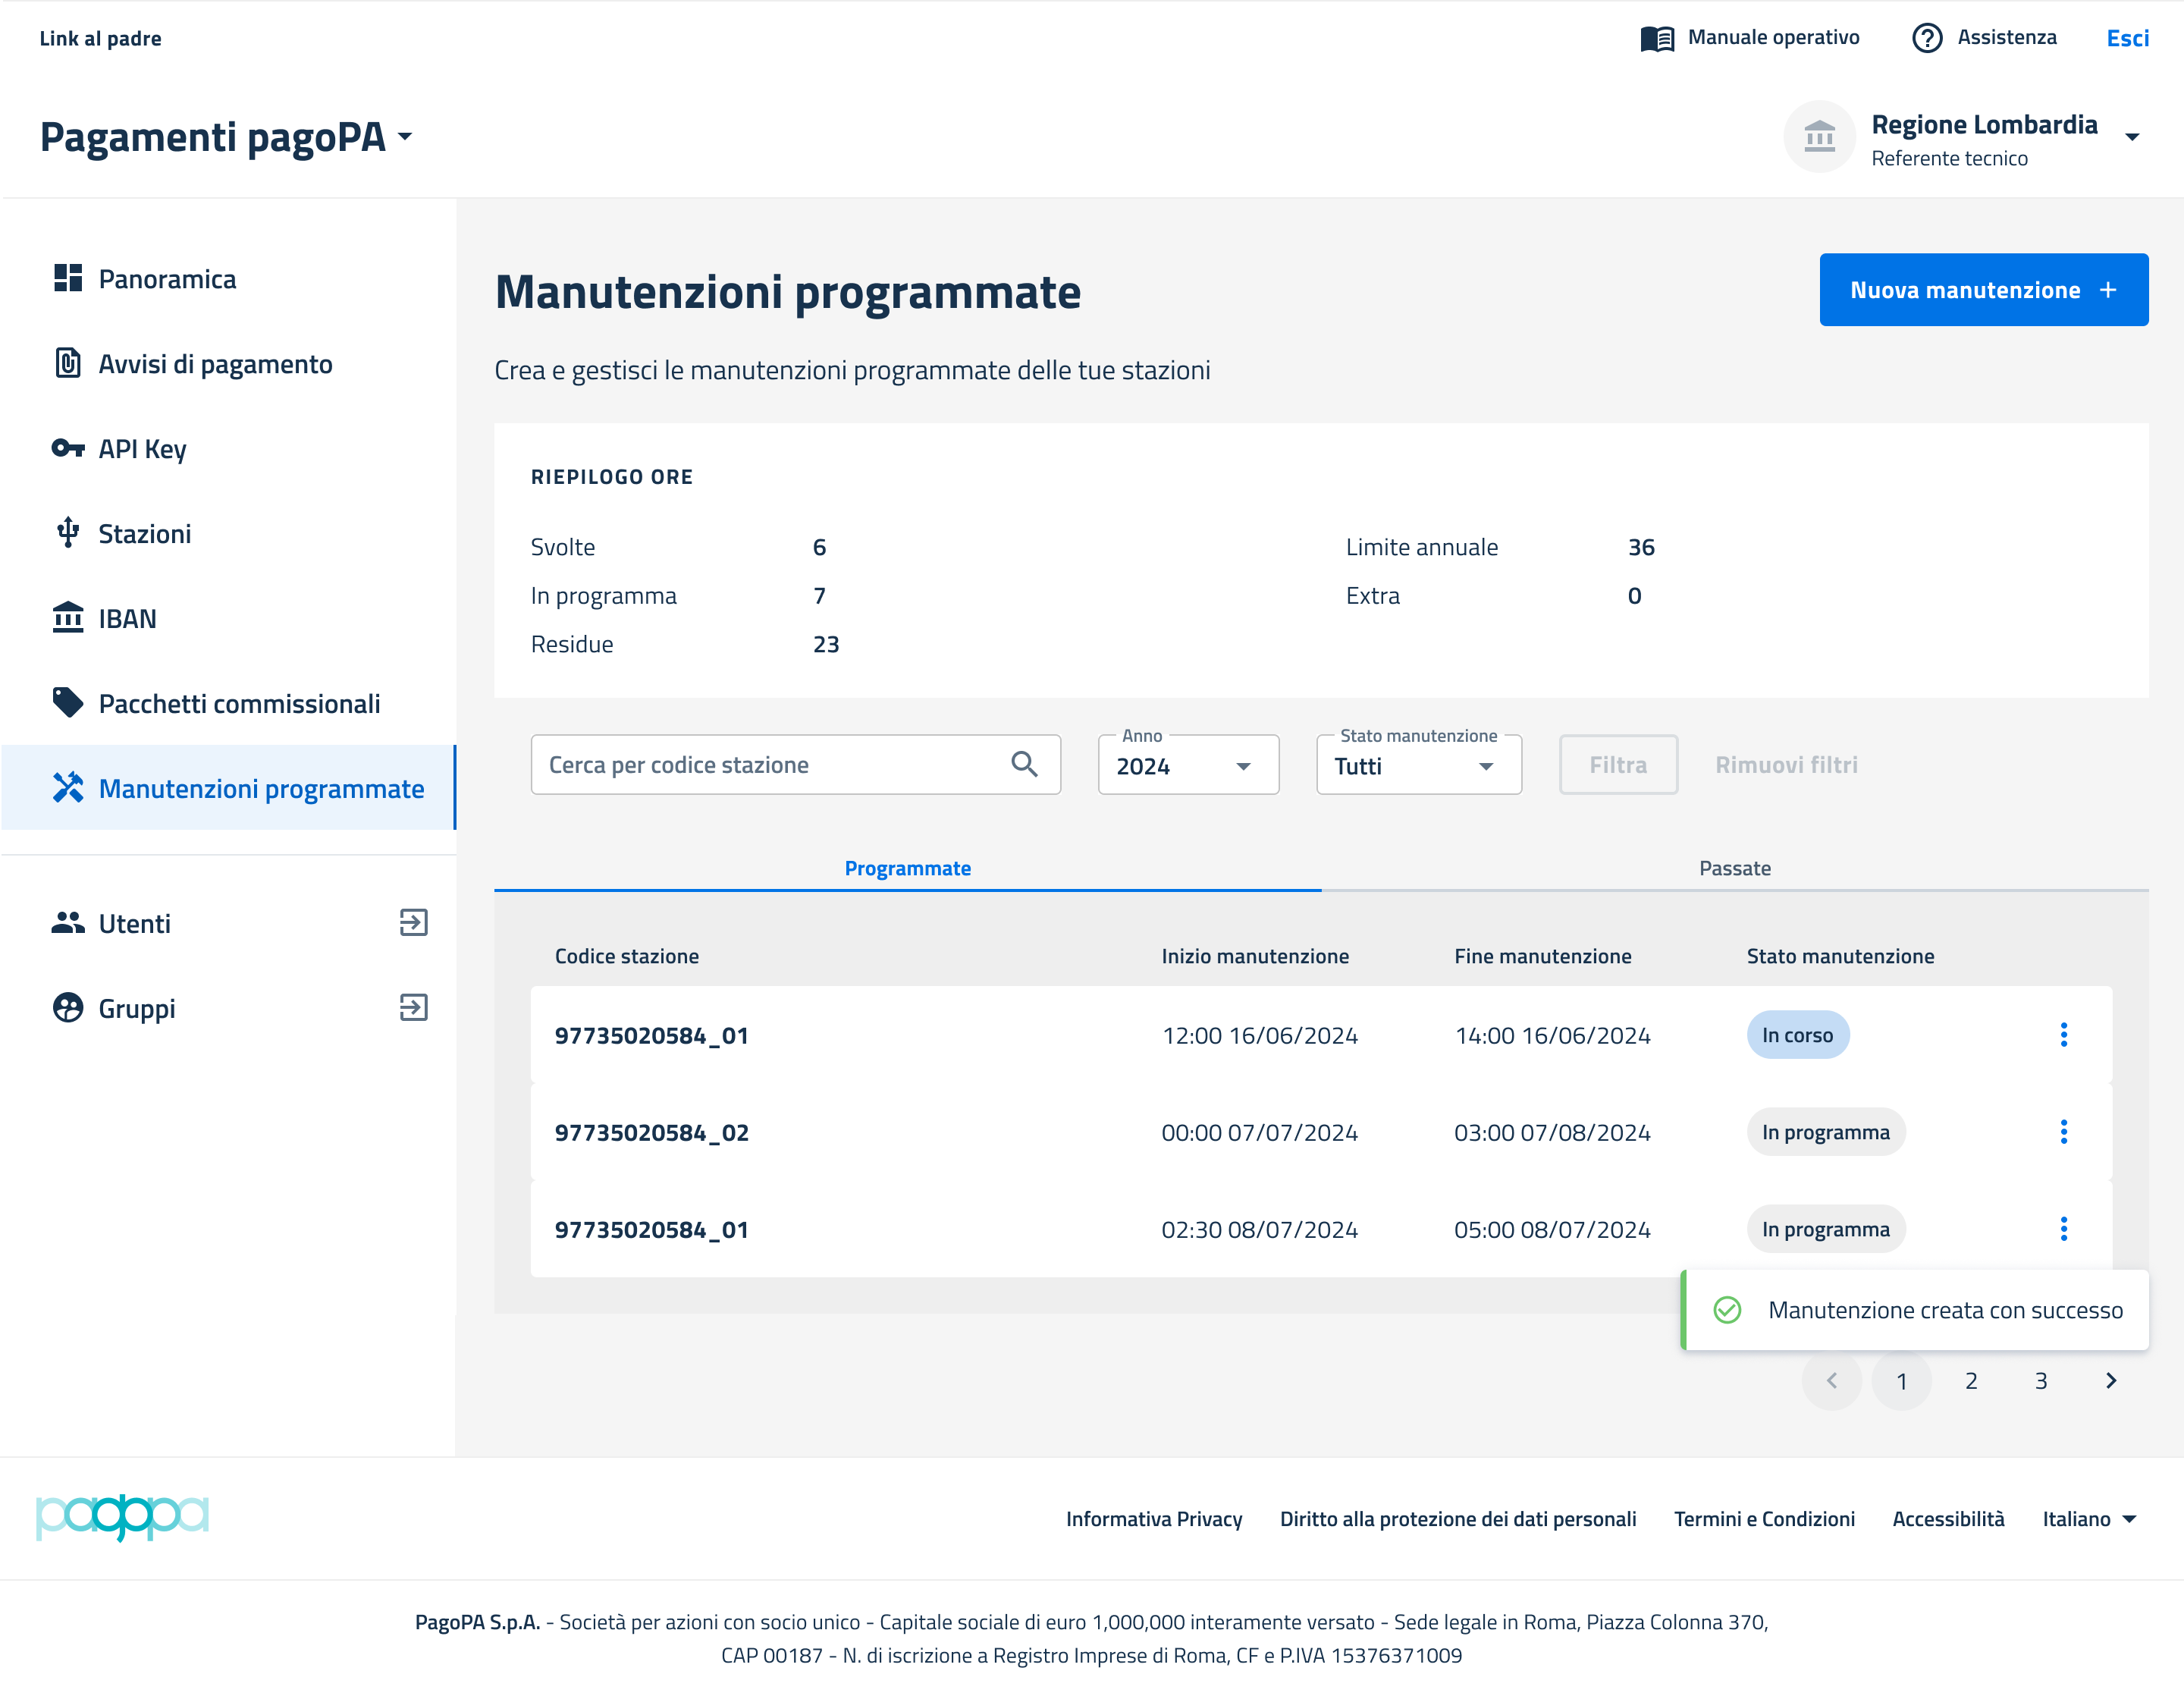 Link al padre
Manuale operativo
Assistenza
Esci
Pagamenti pagoPA
Regione Lombardia
Referente tecnico
Panoramica
Avvisi di pagamento
API Key
Stazioni
IBAN
Pacchetti commissionali
Manutenzioni programmate
Utenti
Gruppi
Manutenzioni programmate
Nuova manutenzione +
Crea e gestisci le manutenzioni programmate delle tue stazioni
RIEPILOGO ORE
Svolte 6
In programma 7
Residue 23
Limite annuale 36
Extra 0
Cerca per codice stazione
Anno
2024
Stato manutenzione
Tutti
Filtra
Rimuovi filtri
Programmate
Passate
Codice stazione Inizio manutenzione Fine manutenzione Stato manutenzione
97735020584_01 12:00 16/06/2024 14:00 16/06/2024 In corso
97735020584_02 00:00 07/07/2024 03:00 07/08/2024 In programma
97735020584_01 02:30 08/07/2024 05:00 08/07/2024 In programma
Manutenzione creata con successo
1 2 3
pagopa
Informativa Privacy Diritto alla protezione dei dati personali Termini e Condizioni Accessibilità Italiano
PagoPA S.p.A. - Società per azioni con socio unico - Capitale sociale di euro 1,000,000 interamente versato - Sede legale in Roma, Piazza Colonna 370,
CAP 00187 - N. di iscrizione a Registro Imprese di Roma, CF e P.IVA 15376371009